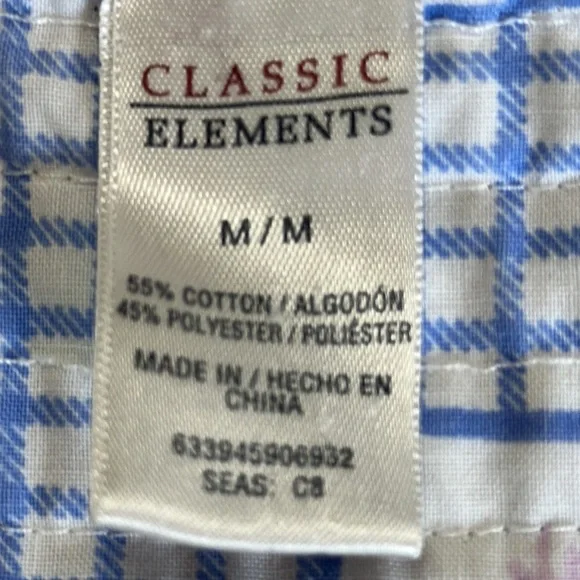 CLASSIC
ELEMENTS
M/M
55% COTTON / ALGODÓN
45% POLYESTER / POLIÉSTER
MADE IN / HECHO EN
CHINA
633945906932
SEAS: C8